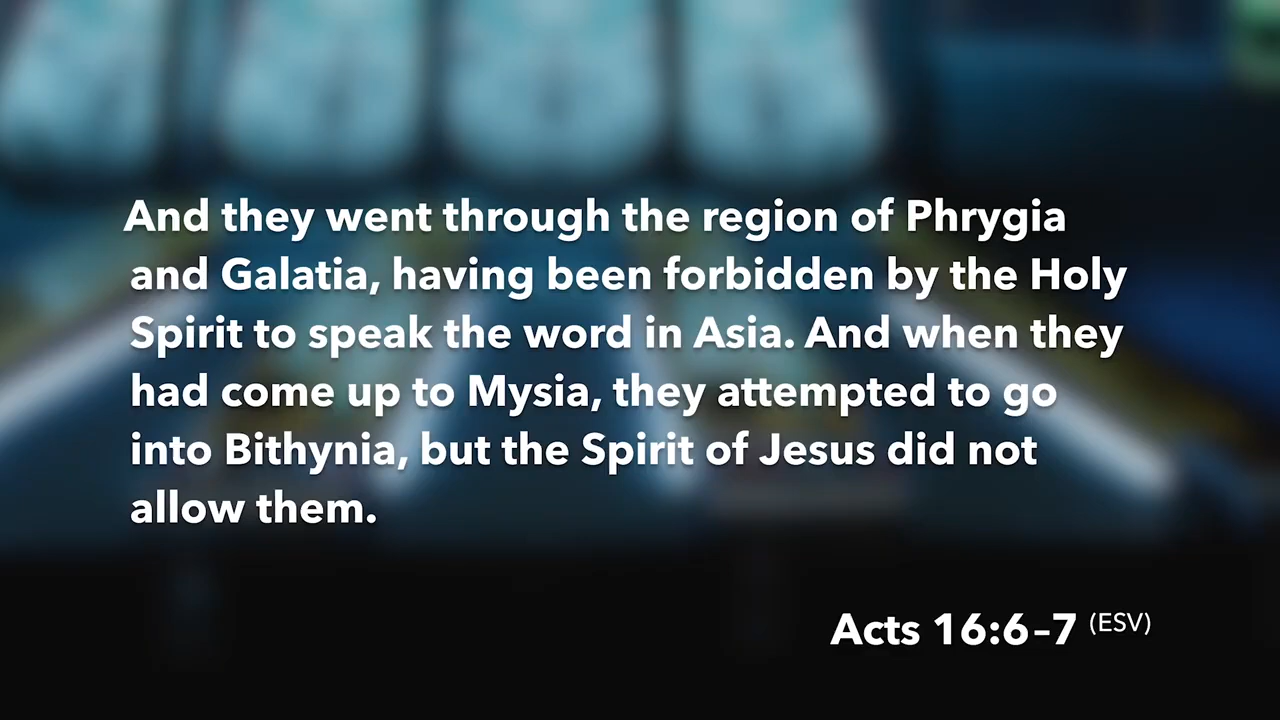 And they went through the region of Phrygia
and Galatia, having been forbidden by the Holy
Spirit to speak the word in Asia. And when they
had come up to Mysia, they attempted to go
into Bithynia, but the Spirit of Jesus did not
allow them.
Acts 16:6–7 (ESV)